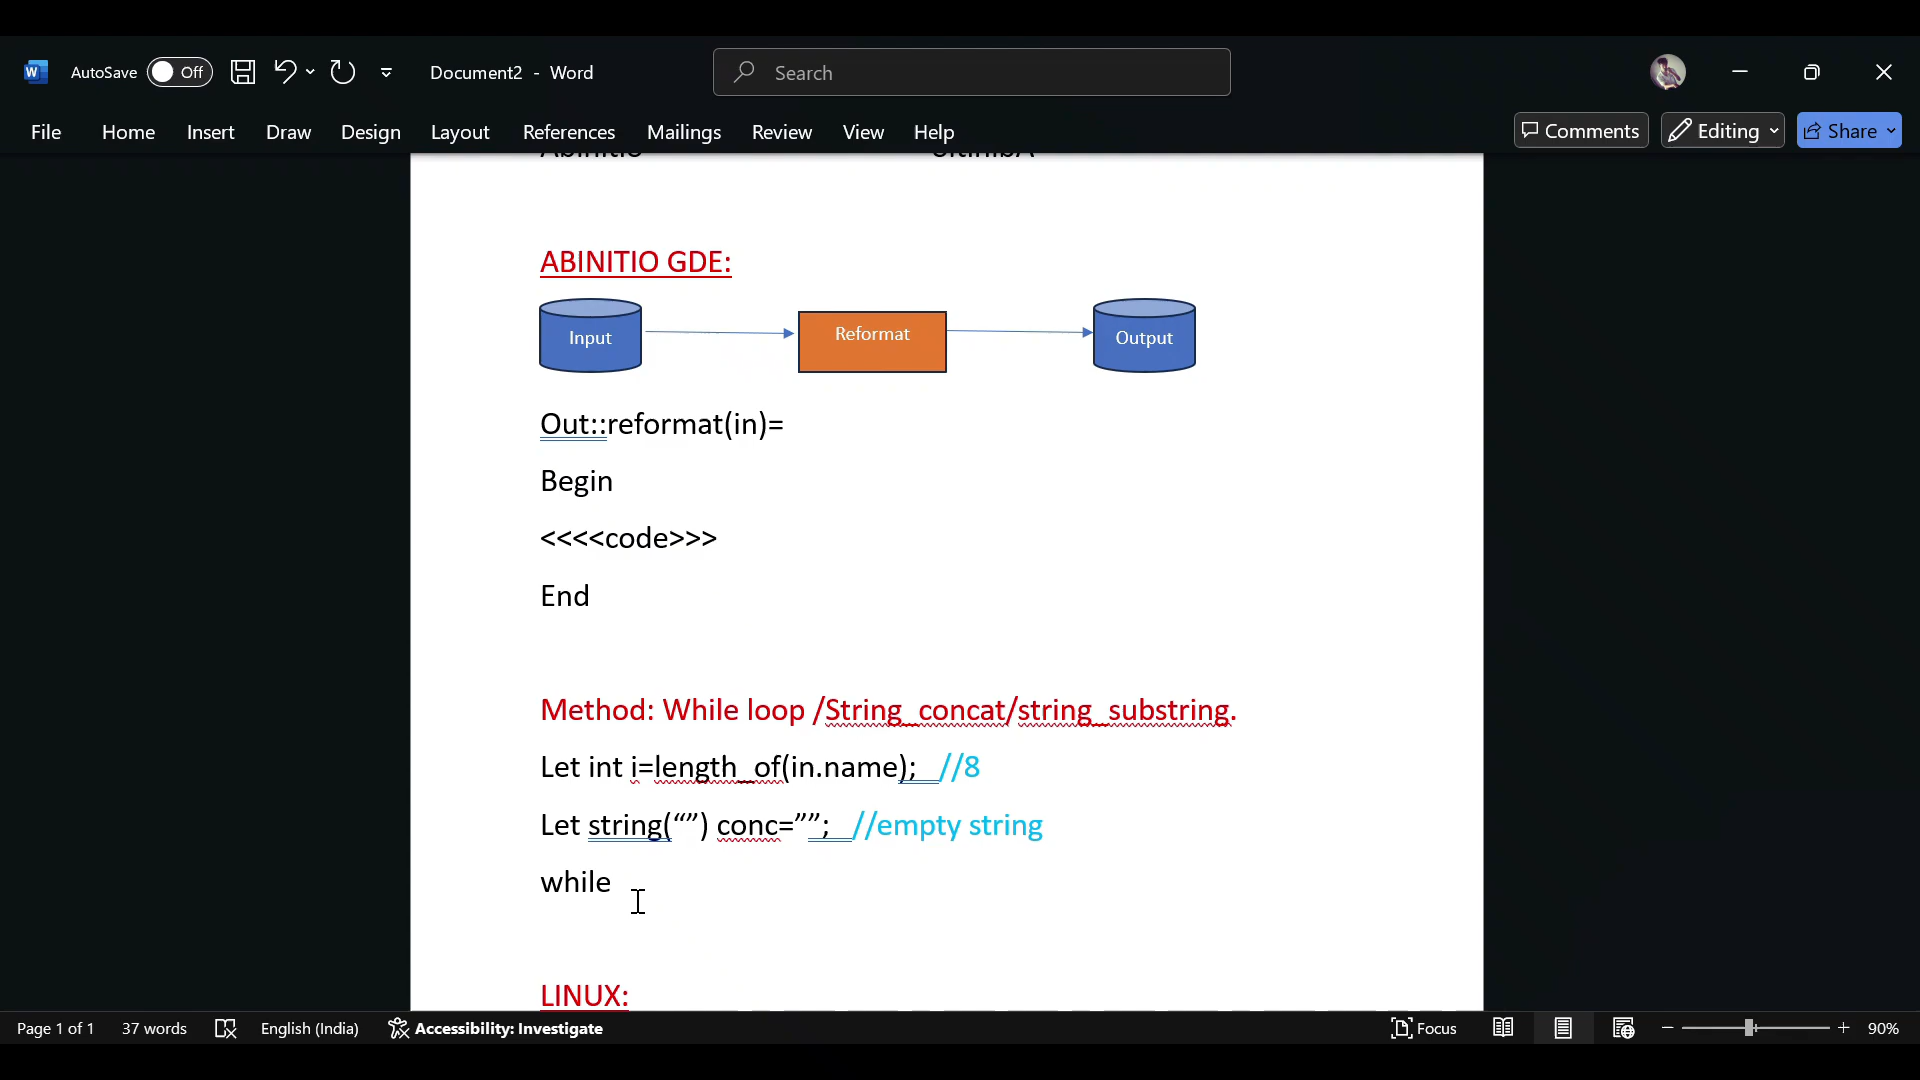 AutoSave Off Document2 - Word Search
File Home Insert Draw Design Layout References Mailings Review View Help Comments Editing Share
Abinitio oitinibA
ABINITIO GDE:
Input Reformat Output
Out::reformat(in)=
Begin
<<<<code>>>
End
Method: While loop /String_concat/string_substring.
Let int i=length_of(in.name); //8
Let string(“”) conc=””; //empty string
while
LINUX:
Page 1 of 1 37 words English (India) Accessibility: Investigate Focus 90%